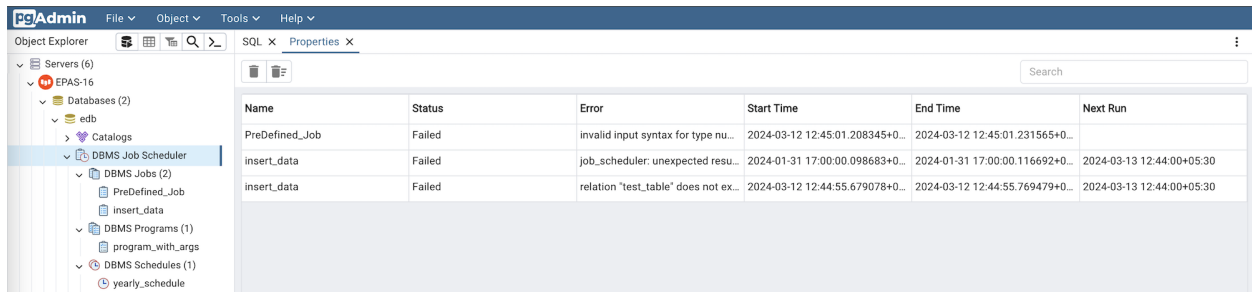 pgAdmin File Object Tools Help
Object Explorer SQL Properties
Servers (6)
EPAS-16
Search
Databases (2)
Name Status Error Start Time End Time Next Run
edb
PreDefined_Job Failed invalid input syntax for type nu... 2024-03-12 12:45:01.208345+0... 2024-03-12 12:45:01.231565+0...
Catalogs
DBMS Job Scheduler
insert_data Failed job_scheduler: unexpected resu... 2024-01-31 17:00:00.098683+0... 2024-01-31 17:00:00.116692+0... 2024-03-13 12:44:00+05:30
DBMS Jobs (2)
PreDefined_Job
insert_data Failed relation "test_table" does not ex... 2024-03-12 12:44:55.679078+0... 2024-03-12 12:44:55.769479+0... 2024-03-13 12:44:00+05:30
insert_data
DBMS Programs (1)
program_with_args
DBMS Schedules (1)
yearly_schedule